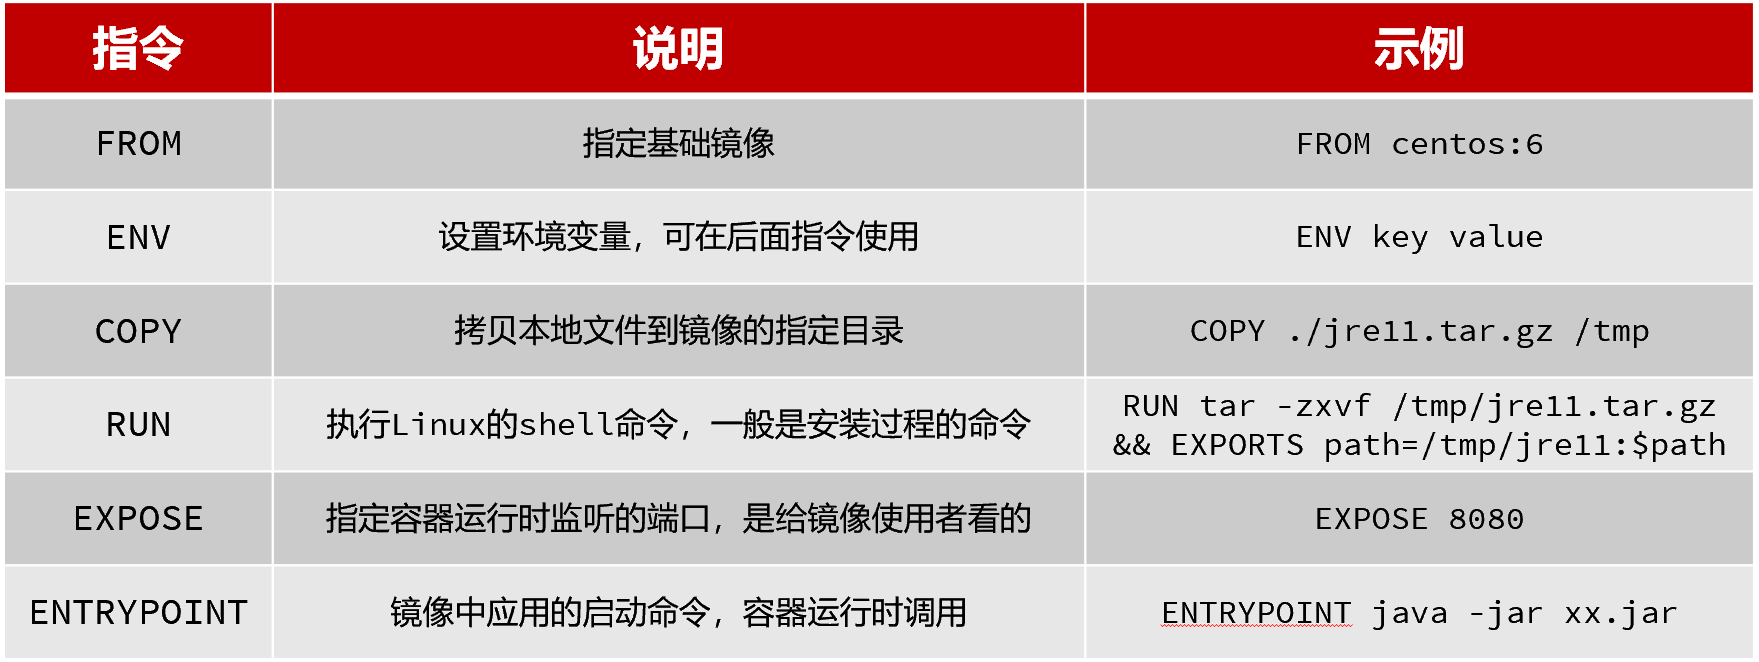 指令 说明 示例
FROM 指定基础镜像 FROM centos:6
ENV 设置环境变量，可在后面指令使用 ENV key value
COPY 拷贝本地文件到镜像的指定目录 COPY ./jre11.tar.gz /tmp
RUN 执行Linux的shell命令，一般是安装过程的命令 RUN tar -zxvf /tmp/jre11.tar.gz
&& EXPORTS path=/tmp/jre11:$path
EXPOSE 指定容器运行时监听的端口，是给镜像使用者看的 EXPOSE 8080
ENTRYPOINT 镜像中应用的启动命令，容器运行时调用 ENTRYPOINT java -jar xx.jar